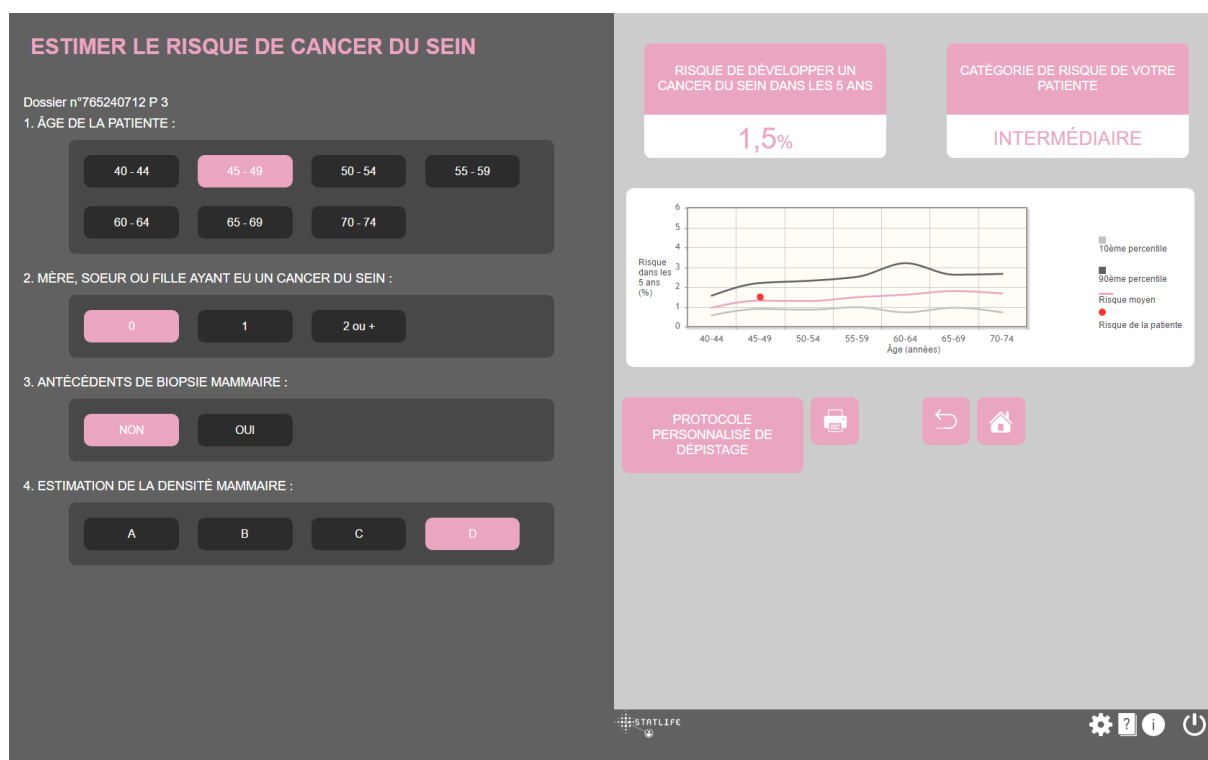 ESTIMER LE RISQUE DE CANCER DU SEIN
Dossier n°765240712 P 3
1. ÂGE DE LA PATIENTE :
40 - 44
45 - 49
50 - 54
55 - 59
60 - 64
65 - 69
70 - 74
2. MÈRE, SOEUR OU FILLE AYANT EU UN CANCER DU SEIN :
0
1
2 ou +
3. ANTÉCÉDENTS DE BIOPSIE MAMMAIRE :
NON
OUI
4. ESTIMATION DE LA DENSITÉ MAMMAIRE :
A
B
C
D
RISQUE DE DÉVELOPPER UN
CANCER DU SEIN DANS LES 5 ANS
1,5%
CATÉGORIE DE RISQUE DE VOTRE
PATIENTE
INTERMÉDIAIRE
Risque
dans les
5 ans
(%)
6
5
4
3
2
1
0
40-44
45-49
50-54
55-59
60-64
65-69
70-74
Âge (années)
10ème percentile
90ème percentile
Risque moyen
Risque de la patiente
PROTOCOLE
PERSONNALISÉ DE
DÉPISTAGE
STATLIFE
?
i